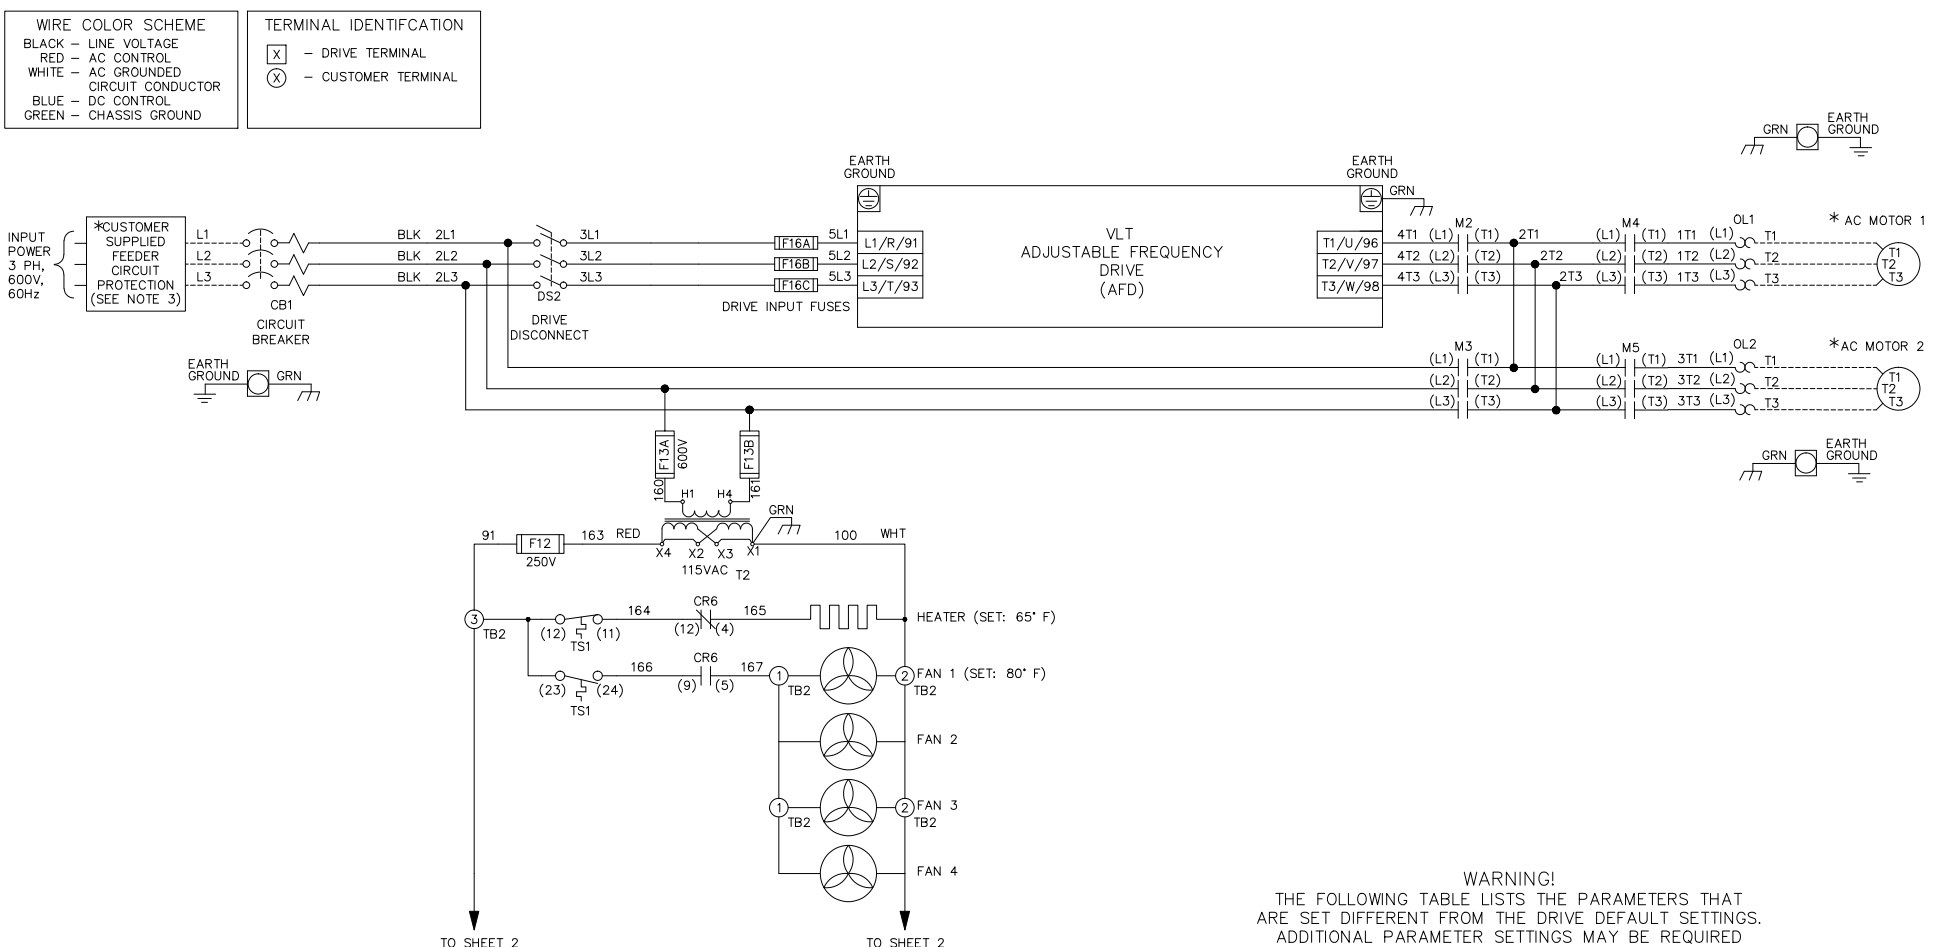 WIRE COLOR SCHEME
BLACK – LINE VOLTAGE
RED – AC CONTROL
WHITE – AC GROUNDED
CIRCUIT CONDUCTOR
BLUE – DC CONTROL
GREEN – CHASSIS GROUND
TERMINAL IDENTIFCATION
X – DRIVE TERMINAL
X – CUSTOMER TERMINAL
INPUT
POWER
3 PH,
600V,
60Hz
*CUSTOMER
SUPPLIED
FEEDER
CIRCUIT
PROTECTION
(SEE NOTE 3)
L1
L2
L3
CB1
CIRCUIT
BREAKER
EARTH
GROUND
GRN
BLK 2L1
BLK 2L2
BLK 2L3
DS2
DRIVE
DISCONNECT
3L1
3L2
3L3
F16A
F16B
F16C
DRIVE INPUT FUSES
5L1
5L2
5L3
EARTH
GROUND
L1/R/91
L2/S/92
L3/T/93
VLT
ADJUSTABLE FREQUENCY
DRIVE
(AFD)
EARTH
GROUND
GRN
T1/U/96
T2/V/97
T3/W/98
M2
4T1 (L1) (T1) 2T1
4T2 (L2) (T2) 2T2
4T3 (L3) (T3) 2T3
M4
(L1) (T1) 1T1 (L1)
(L2) (T2) 1T2 (L2)
(L3) (T3) 1T3 (L3)
OL1
T1
T2
T3
* AC MOTOR 1
T1
T2
T3
GRN
EARTH
GROUND
M3
(L1) (T1)
(L2) (T2)
(L3) (T3)
M5
(L1) (T1) 3T1 (L1)
(L2) (T2) 3T2 (L2)
(L3) (T3) 3T3 (L3)
OL2
T1
T2
T3
*AC MOTOR 2
T1
T2
T3
GRN
EARTH
GROUND
F13A
600V
F13B
160
161
H1 H4
GRN
91 F12 163 RED
250V
X4 X2 X3 X1
115VAC T2
100 WHT
3
TB2
(12) (11)
TS1
164
CR6
(12) (4)
165
HEATER (SET: 65° F)
(23) (24)
TS1
166
CR6
(9) (5)
167
1
TB2
2
TB2
FAN 1 (SET: 80° F)
FAN 2
1
TB2
2
TB2
FAN 3
FAN 4
TO SHEET 2
TO SHEET 2
WARNING!
THE FOLLOWING TABLE LISTS THE PARAMETERS THAT
ARE SET DIFFERENT FROM THE DRIVE DEFAULT SETTINGS.
ADDITIONAL PARAMETER SETTINGS MAY BE REQUIRED